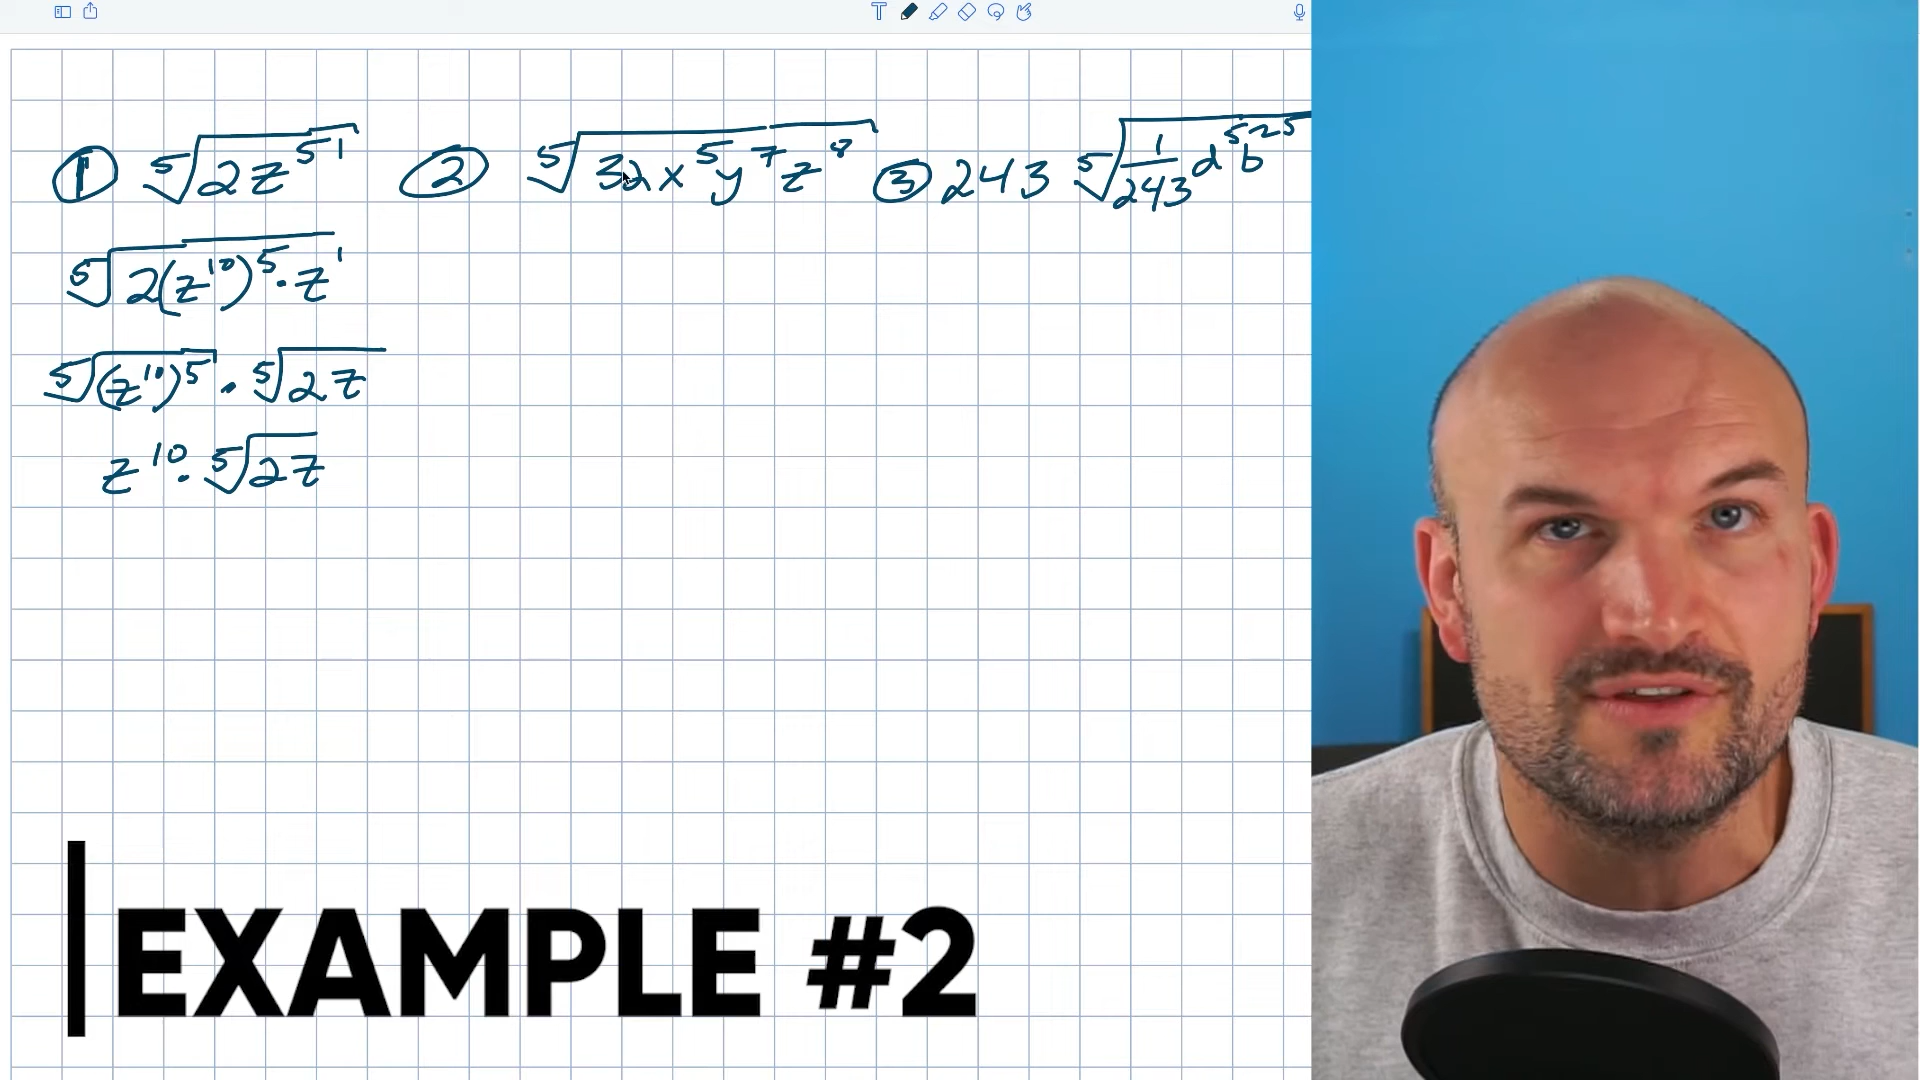 ① ⁵√(2z⁵¹) ② ⁵√(32x⁵y⁷z⁸) ③ 243 ⁵√(1/243 d⁵b²⁵)
⁵√(2(z¹⁰)⁵·z¹)
⁵√((z¹⁰)⁵) · ⁵√(2z)
z¹⁰ · ⁵√(2z)
EXAMPLE #2